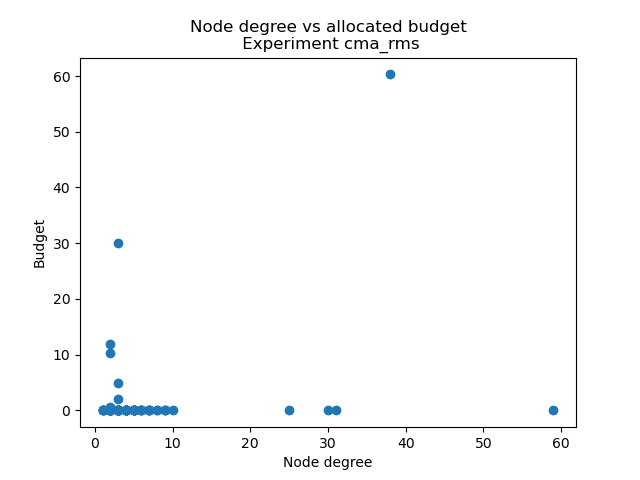 Node degree vs allocated budget
Experiment cma_rms
60
50
40
30
20
10
0
Budget
0 10 20 30 40 50 60
Node degree